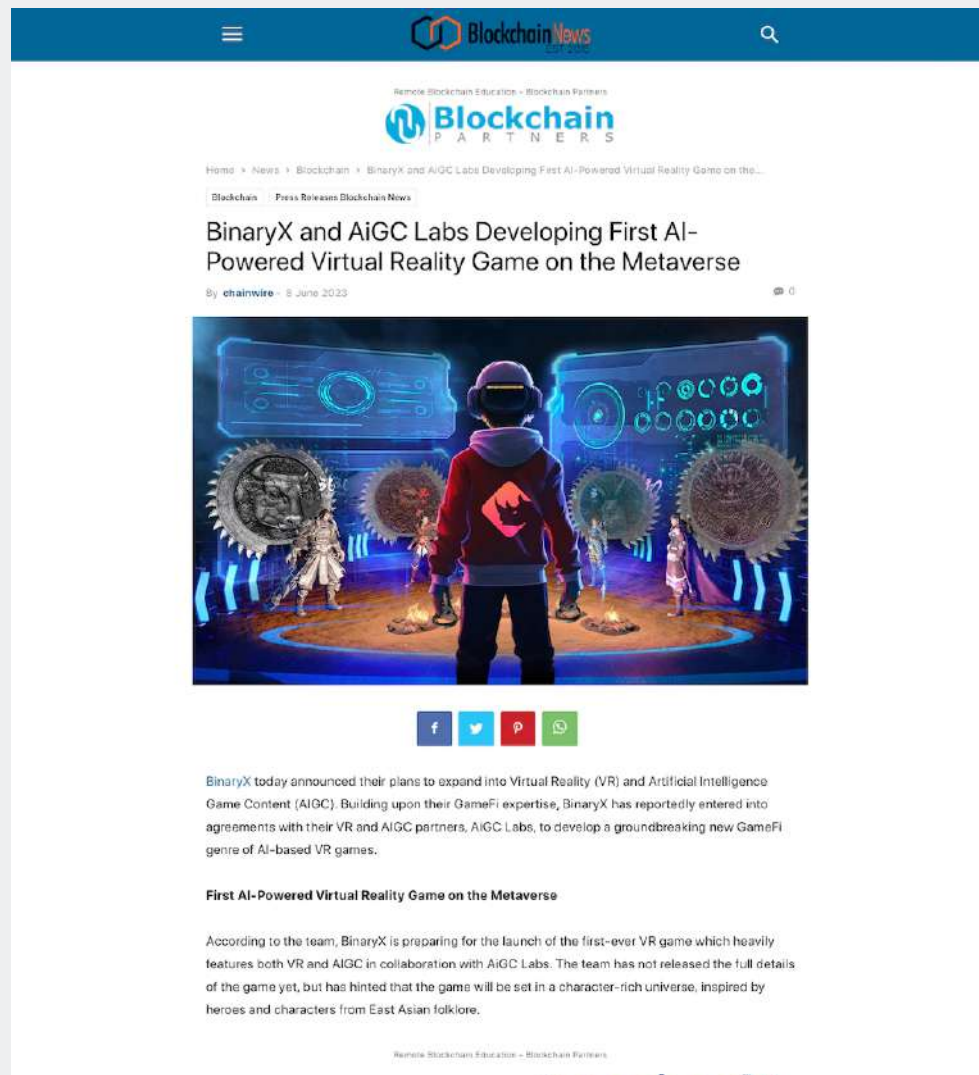 Blockchain News
EST 2015
Remote Blockchain Education - Blockchain Partners
Blockchain
PARTNERS
Home > News > Blockchain > BinaryX and AiGC Labs Developing First AI-Powered Virtual Reality Game on the...
Blockchain Press Releases Blockchain News
BinaryX and AiGC Labs Developing First AI-
Powered Virtual Reality Game on the Metaverse
By chainwire - 8 June 2023 0
BinaryX today announced their plans to expand into Virtual Reality (VR) and Artificial Intelligence
Game Content (AIGC). Building upon their GameFi expertise, BinaryX has reportedly entered into
agreements with their VR and AIGC partners, AiGC Labs, to develop a groundbreaking new GameFi
genre of AI-based VR games.
First AI-Powered Virtual Reality Game on the Metaverse
According to the team, BinaryX is preparing for the launch of the first-ever VR game which heavily
features both VR and AIGC in collaboration with AiGC Labs. The team has not released the full details
of the game yet, but has hinted that the game will be set in a character-rich universe, inspired by
heroes and characters from East Asian folklore.
Remote Blockchain Education - Blockchain Partners